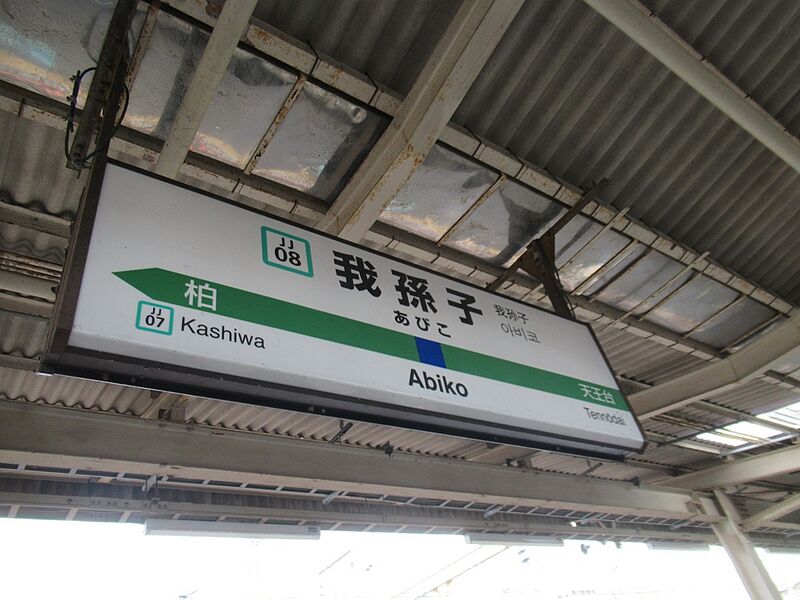 JJ
08
我孫子
あびこ
我孫子
아비코
柏
JJ
07
Kashiwa
Abiko
天王台
Tennōdai